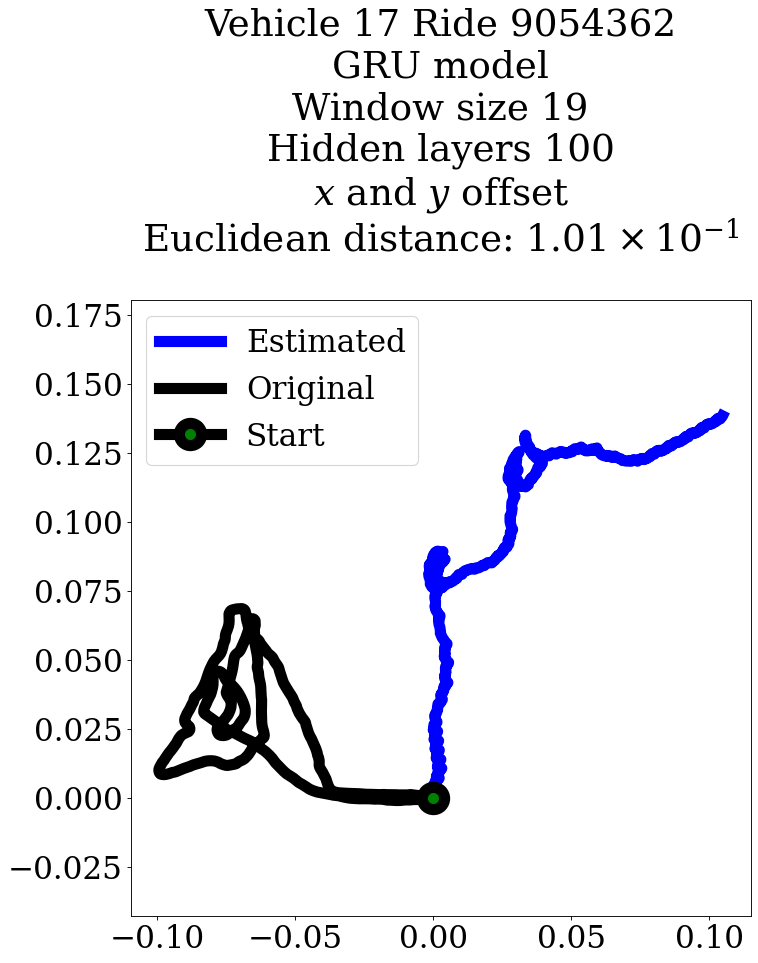 Vehicle 17 Ride 9054362
GRU model
Window size 19
Hidden layers 100
x and y offset
Euclidean distance: 1.01 × 10⁻¹
Estimated
Original
Start
0.175
0.150
0.125
0.100
0.075
0.050
0.025
0.000
−0.025
−0.10 −0.05 0.00 0.05 0.10